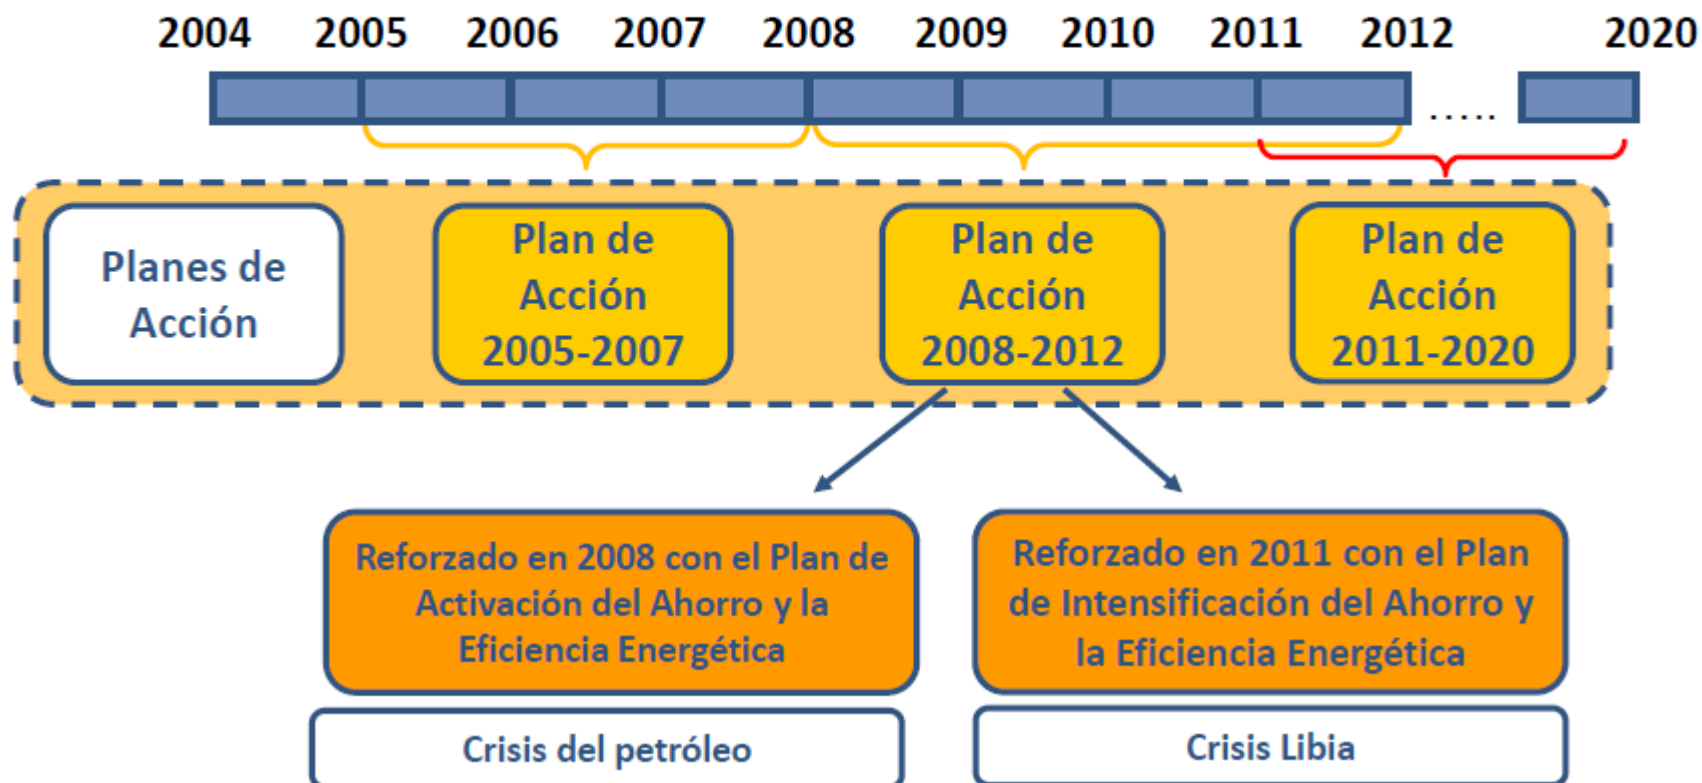 2004 2005 2006 2007 2008 2009 2010 2011 2012 2020
.....
Planes de
Acción
Plan de
Acción
2005-2007
Plan de
Acción
2008-2012
Plan de
Acción
2011-2020
Reforzado en 2008 con el Plan de
Activación del Ahorro y la
Eficiencia Energética
Reforzado en 2011 con el Plan
de Intensificación del Ahorro y
la Eficiencia Energética
Crisis del petróleo
Crisis Libia